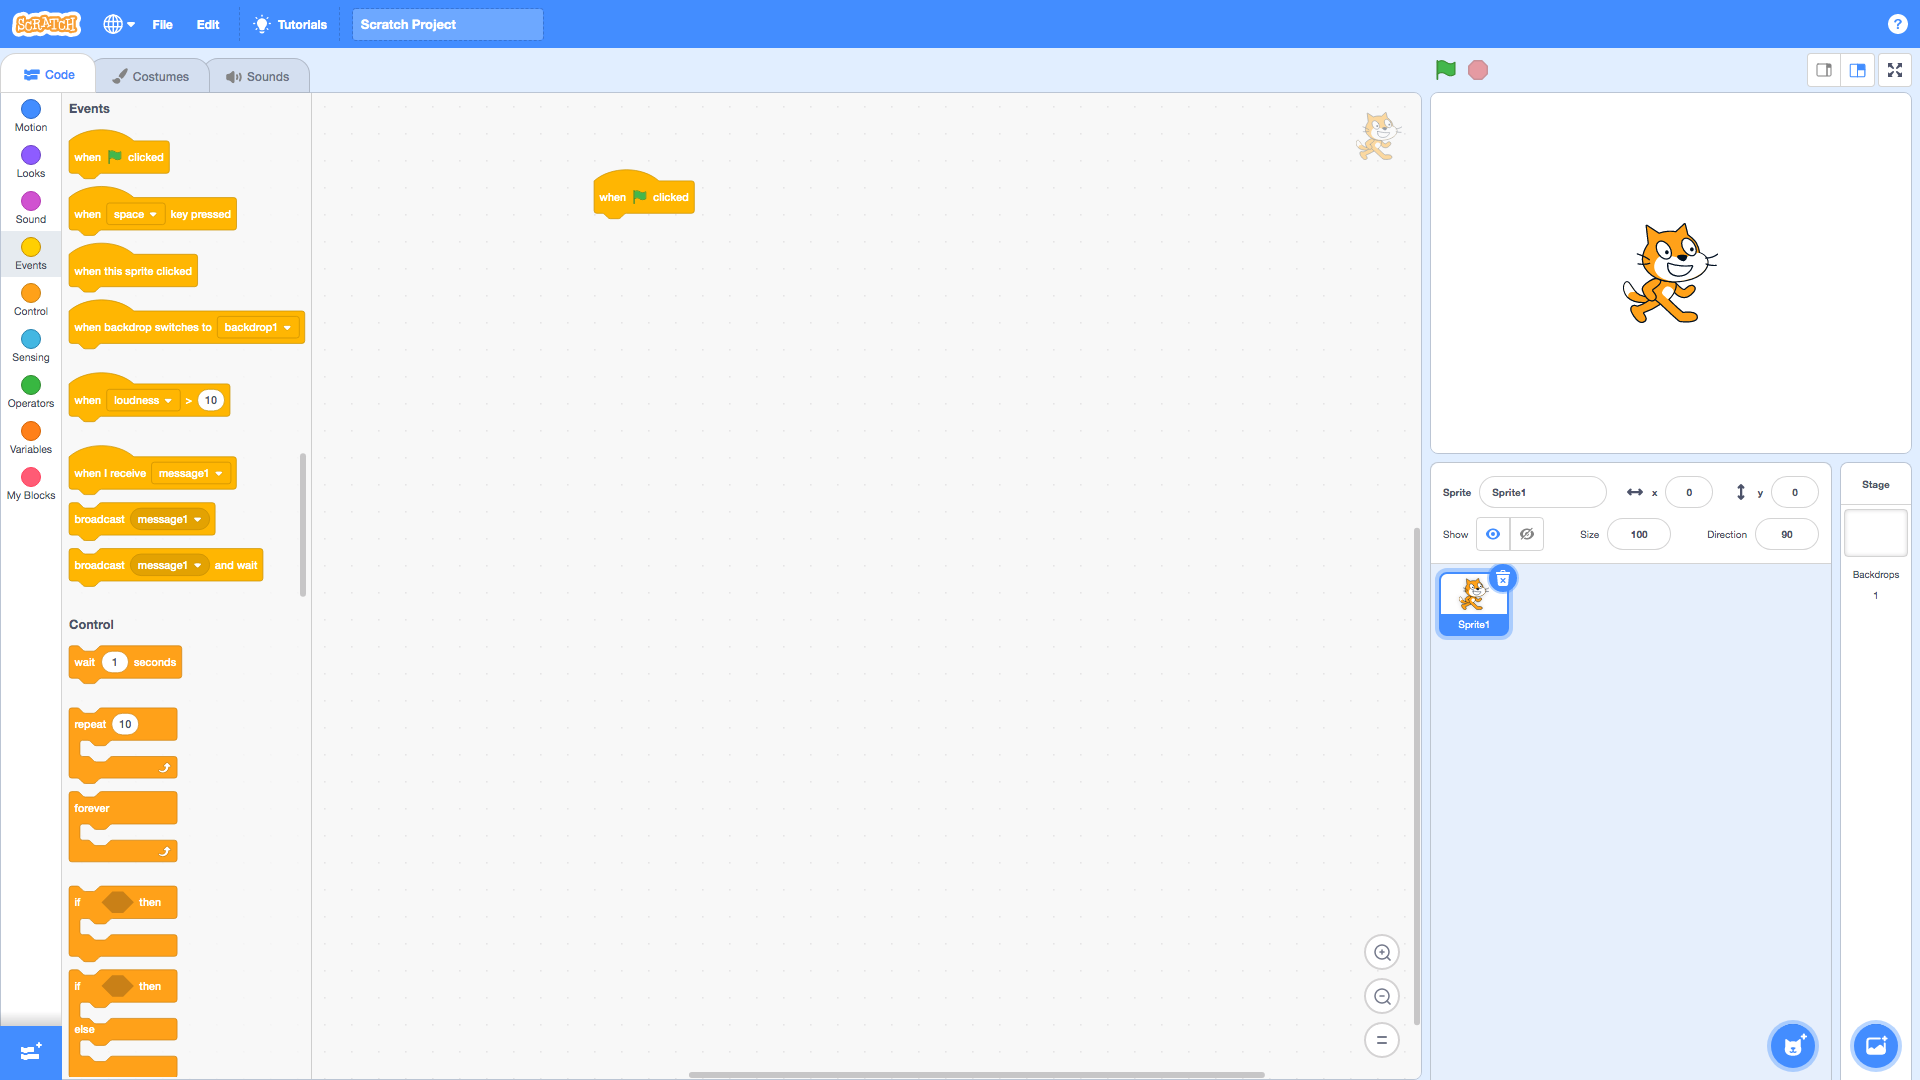 SCRATCH File Edit Tutorials Scratch Project ?
Code Costumes Sounds
Motion
Looks
Sound
Events
Control
Sensing
Operators
Variables
My Blocks
Events
when clicked
when space key pressed
when this sprite clicked
when backdrop switches to backdrop1
when loudness > 10
when I receive message1
broadcast message1
broadcast message1 and wait
Control
wait 1 seconds
repeat 10
forever
if then
if then
else
when clicked
Sprite Sprite1 x 0 y 0
Show Size 100 Direction 90
Sprite1
Stage
Backdrops
1